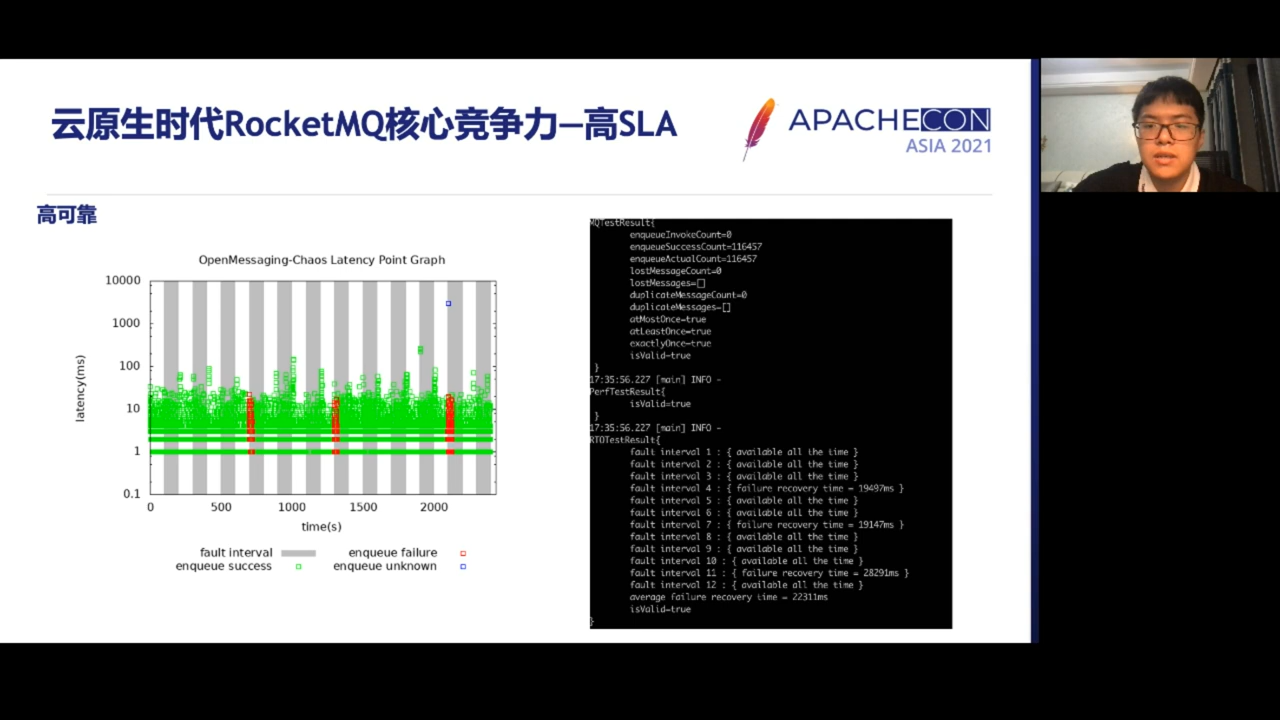 云原生时代RocketMQ核心竞争力—高SLA
APACHECON
ASIA 2021
高可靠
OpenMessaging-Chaos Latency Point Graph
10000
1000
100
10
1
0.1
latency(ms)
0 500 1000 1500 2000
time(s)
fault interval enqueue failure
enqueue success enqueue unknown
MQTestResult{
enqueueInvokeCount=0
enqueueSuccessCount=116457
enqueueActualCount=116457
lostMessageCount=0
lostMessages=[]
duplicateMessageCount=0
duplicateMessages=[]
atMostOnce=true
atLeastOnce=true
exactlyOnce=true
isValid=true
}
17:35:56.227 [main] INFO -
PerfTestResult{
isValid=true
}
17:35:56.227 [main] INFO -
RTOTestResult{
fault interval 1 : { available all the time }
fault interval 2 : { available all the time }
fault interval 3 : { available all the time }
fault interval 4 : { failure recovery time = 19497ms }
fault interval 5 : { available all the time }
fault interval 6 : { available all the time }
fault interval 7 : { failure recovery time = 19147ms }
fault interval 8 : { available all the time }
fault interval 9 : { available all the time }
fault interval 10 : { available all the time }
fault interval 11 : { failure recovery time = 28291ms }
fault interval 12 : { available all the time }
average failure recovery time = 22311ms
isValid=true
}